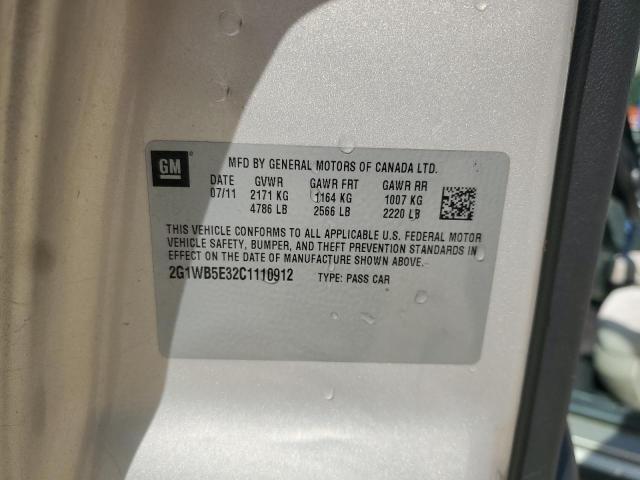 GM
MFD BY GENERAL MOTORS OF CANADA LTD.
DATE GVWR GAWR FRT GAWR RR
07/11 2171 KG 1164 KG 1007 KG
4786 LB 2566 LB 2220 LB
THIS VEHICLE CONFORMS TO ALL APPLICABLE U.S. FEDERAL MOTOR
VEHICLE SAFETY, BUMPER, AND THEFT PREVENTION STANDARDS IN
EFFECT ON THE DATE OF MANUFACTURE SHOWN ABOVE.
2G1WB5E32C1110912 TYPE: PASS CAR